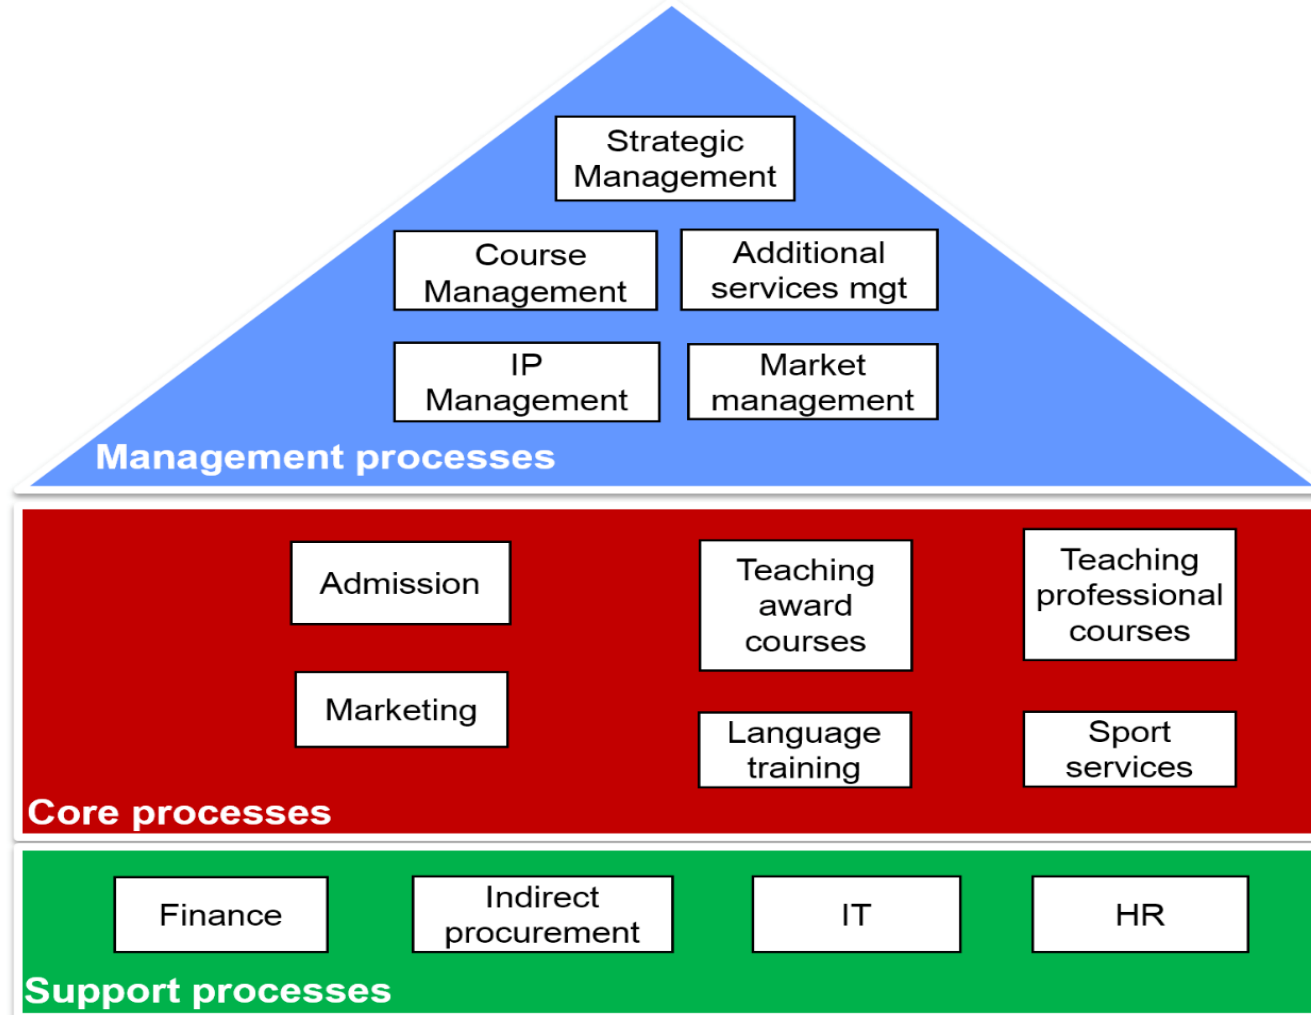 Strategic
Management
Course
Management
Additional
services mgt
IP
Management
Market
management
Management processes
Admission
Teaching
award
courses
Teaching
professional
courses
Marketing
Language
training
Sport
services
Core processes
Finance
Indirect
procurement
IT
HR
Support processes